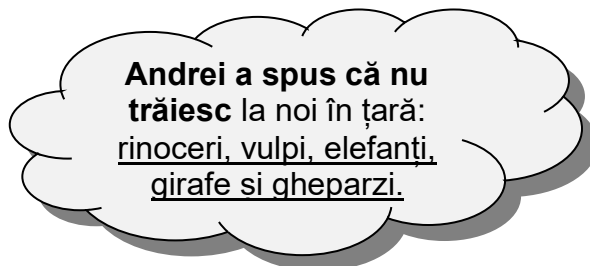 Andrei a spus că nu
trăiesc la noi în țară:
rinoceri, vulpi, elefanți,
girafe și gheparzi.